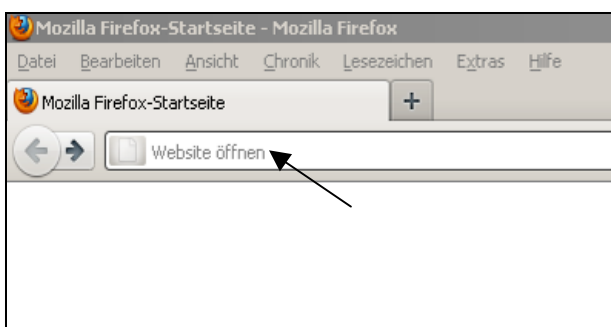 Mozilla Firefox-Startseite - Mozilla Firefox
Datei Bearbeiten Ansicht Chronik Lesezeichen Extras Hilfe
Mozilla Firefox-Startseite +
Website öffnen